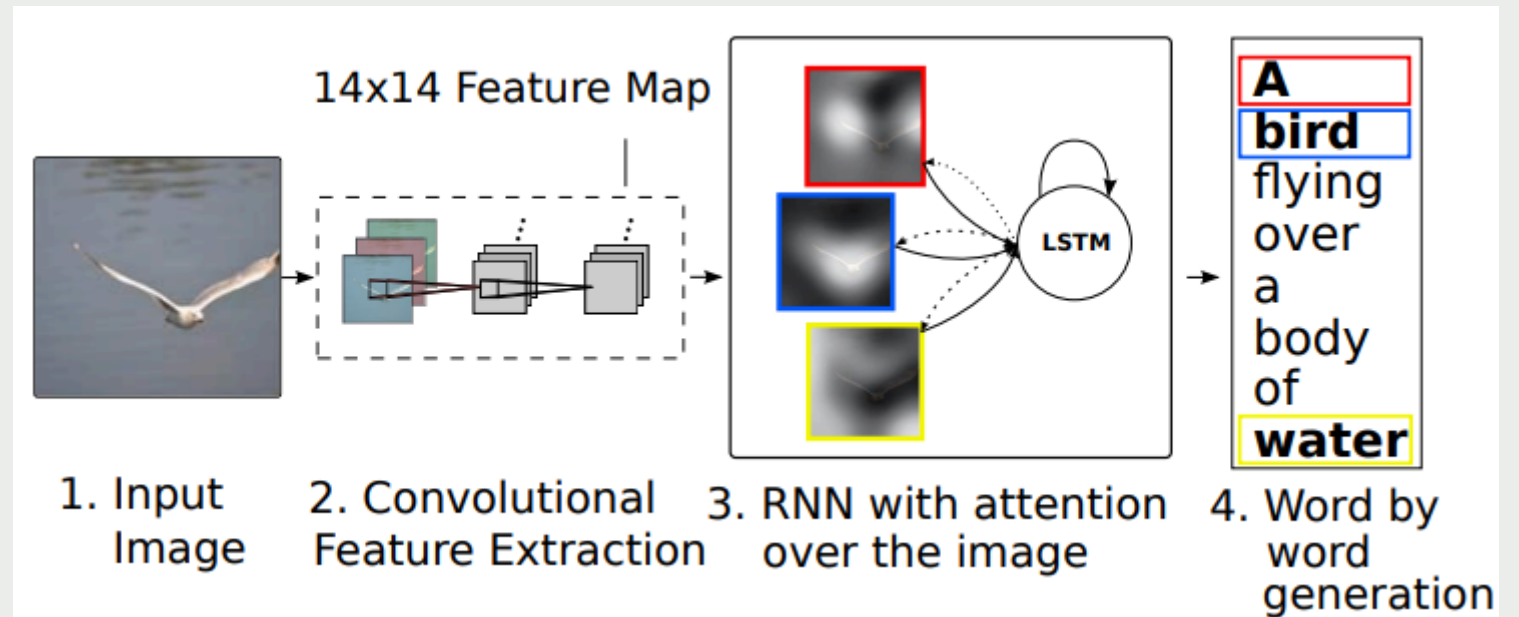 14x14 Feature Map
LSTM
A
bird
flying
over
a
body
of
water
1. Input
Image
2. Convolutional
Feature Extraction
3. RNN with attention
over the image
4. Word by
word
generation